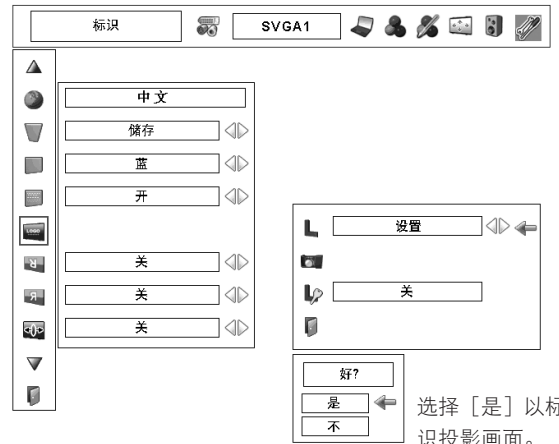 标识
SVGA1
中文
储存
蓝
开
LOGO
关
关
关
设置
关
好?
是
不
选择［是］以标
识投影画面。